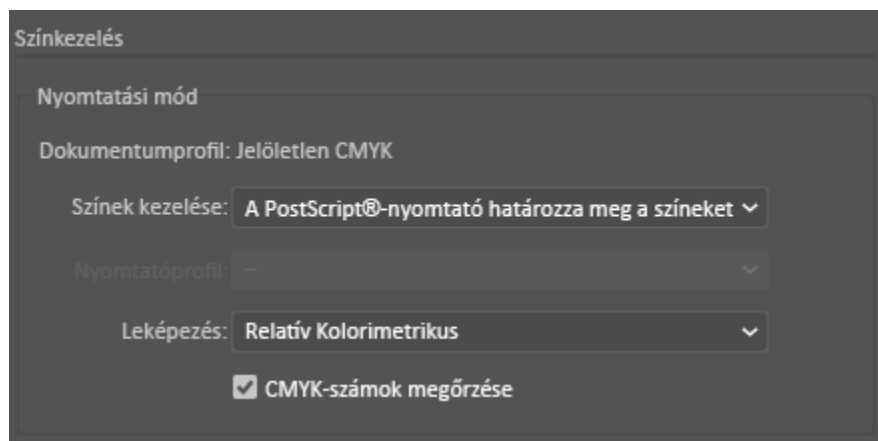 Színkezelés
Nyomtatási mód
Dokumentumprofil: Jelöletlen CMYK
Színek kezelése: A PostScript®-nyomtató határozza meg a színeket
Nyomtatóprofil: –
Leképezés: Relatív Kolorimetrikus
CMYK-számok megőrzése